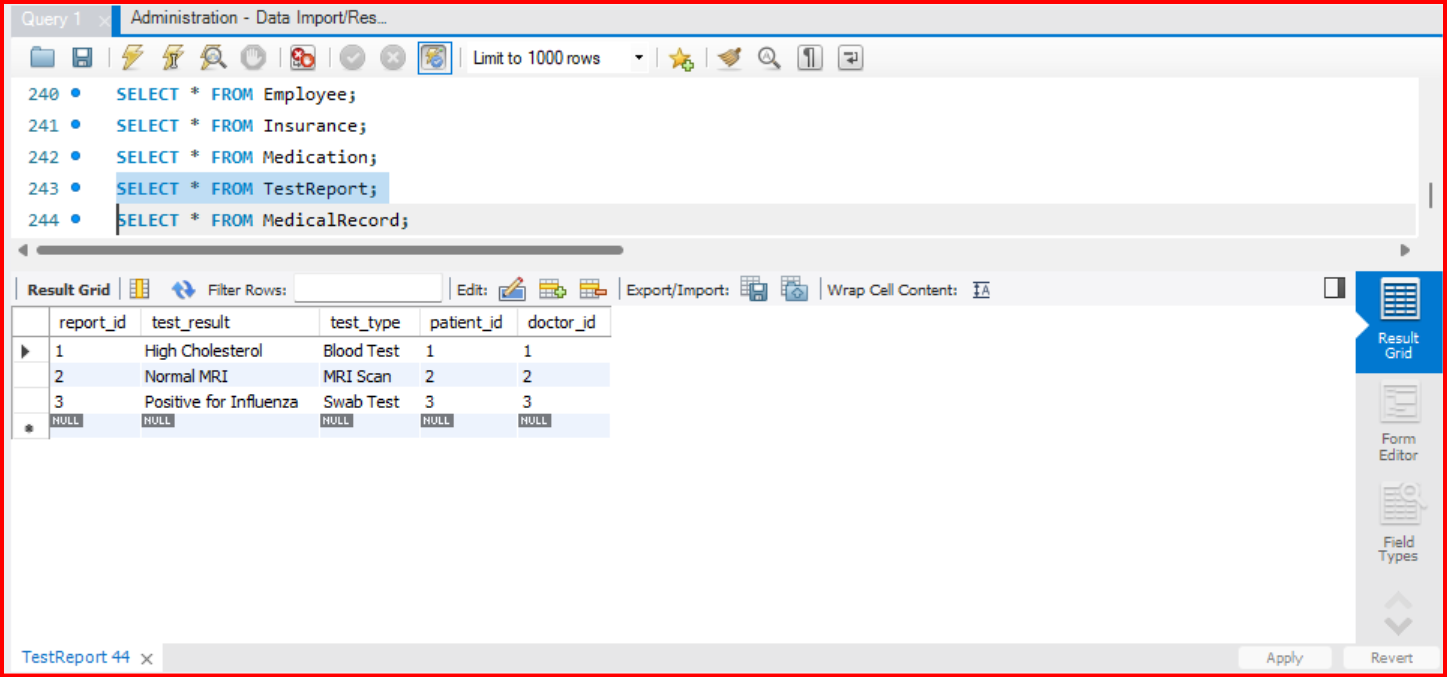 Query 1 Administration - Data Import/Res...
Limit to 1000 rows
240 SELECT * FROM Employee;
241 SELECT * FROM Insurance;
242 SELECT * FROM Medication;
243 SELECT * FROM TestReport;
244 SELECT * FROM MedicalRecord;
Result Grid Filter Rows: Edit: Export/Import: Wrap Cell Content:
report_id test_result test_type patient_id doctor_id
1 High Cholesterol Blood Test 1 1
2 Normal MRI MRI Scan 2 2
3 Positive for Influenza Swab Test 3 3
NULL NULL NULL NULL NULL
Result
Grid
Form
Editor
Field
Types
TestReport 44 Apply Revert